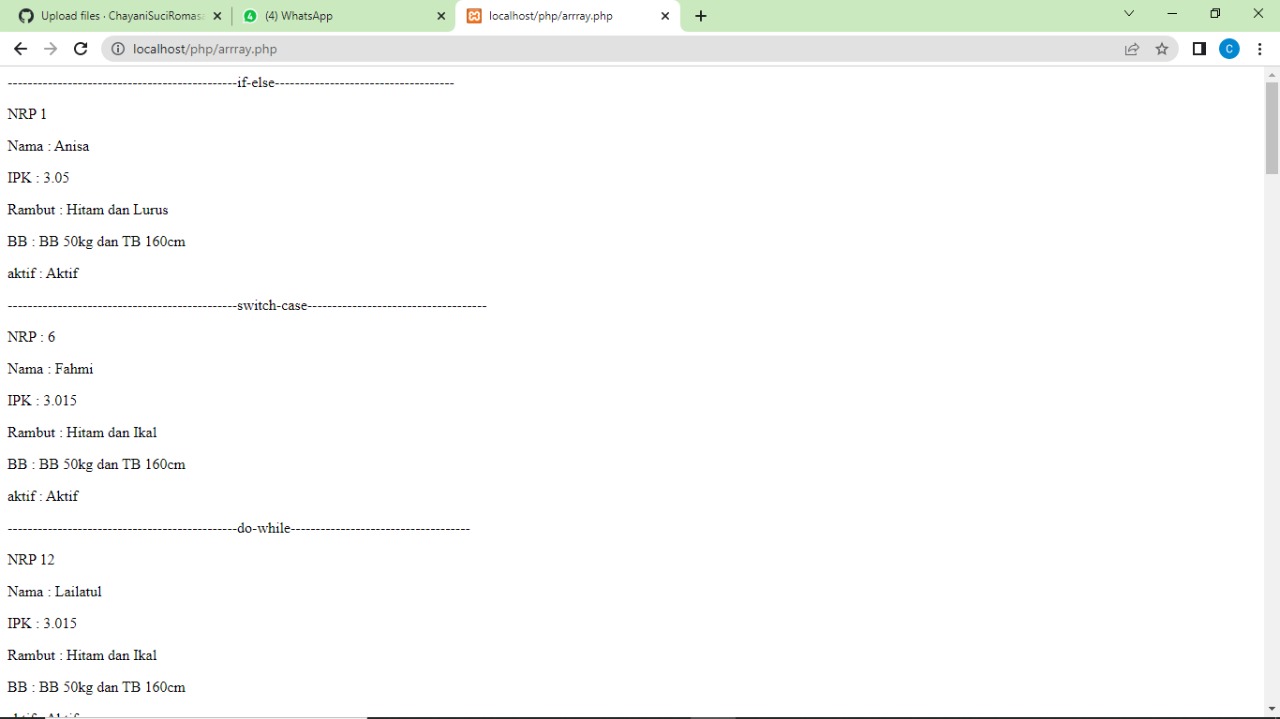 Upload files · ChayaniSuciRomasa
(4) WhatsApp
localhost/php/arrray.php
localhost/php/arrray.php
C
----------------------------------------------if-else------------------------------------
NRP 1
Nama : Anisa
IPK : 3.05
Rambut : Hitam dan Lurus
BB : BB 50kg dan TB 160cm
aktif : Aktif
----------------------------------------------switch-case------------------------------------
NRP : 6
Nama : Fahmi
IPK : 3.015
Rambut : Hitam dan Ikal
BB : BB 50kg dan TB 160cm
aktif : Aktif
----------------------------------------------do-while------------------------------------
NRP 12
Nama : Lailatul
IPK : 3.015
Rambut : Hitam dan Ikal
BB : BB 50kg dan TB 160cm